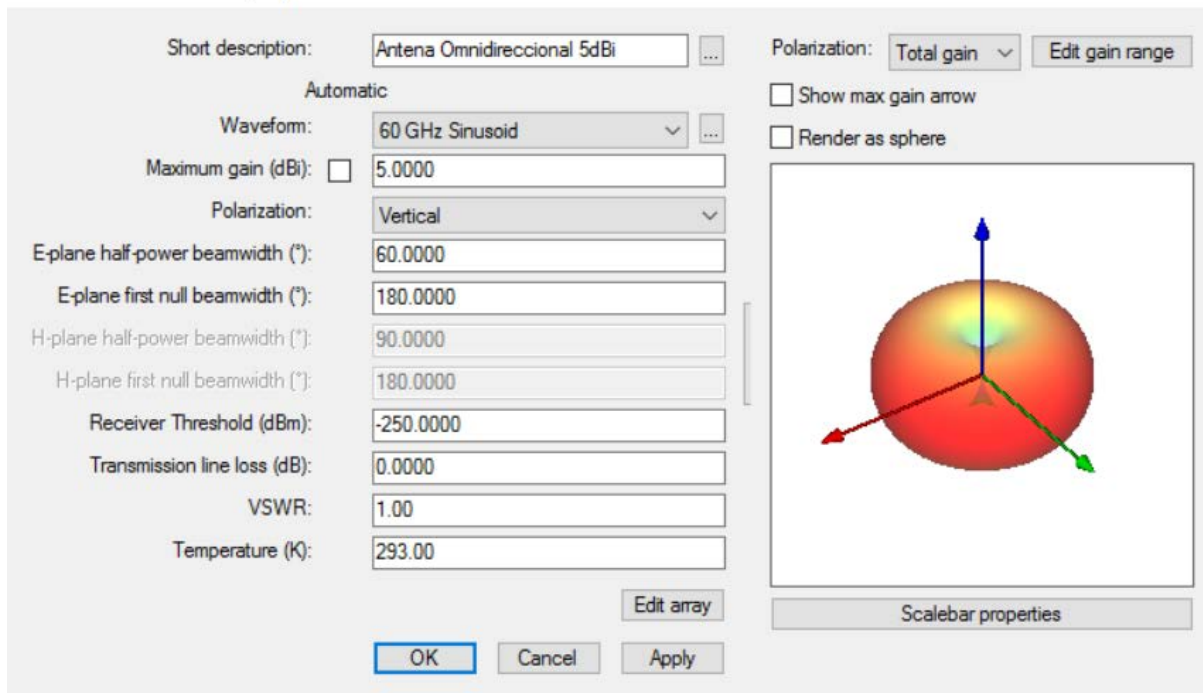 Short description: Antena Omnidireccional 5dBi ...
Automatic
Waveform: 60 GHz Sinusoid ...
Maximum gain (dBi): 5.0000
Polarization: Vertical
E-plane half-power beamwidth (°): 60.0000
E-plane first null beamwidth (°): 180.0000
H-plane half-power beamwidth (°): 90.0000
H-plane first null beamwidth (°): 180.0000
Receiver Threshold (dBm): -250.0000
Transmission line loss (dB): 0.0000
VSWR: 1.00
Temperature (K): 293.00
Edit array
OK Cancel Apply
Polarization: Total gain Edit gain range
Show max gain arrow
Render as sphere
Scalebar properties